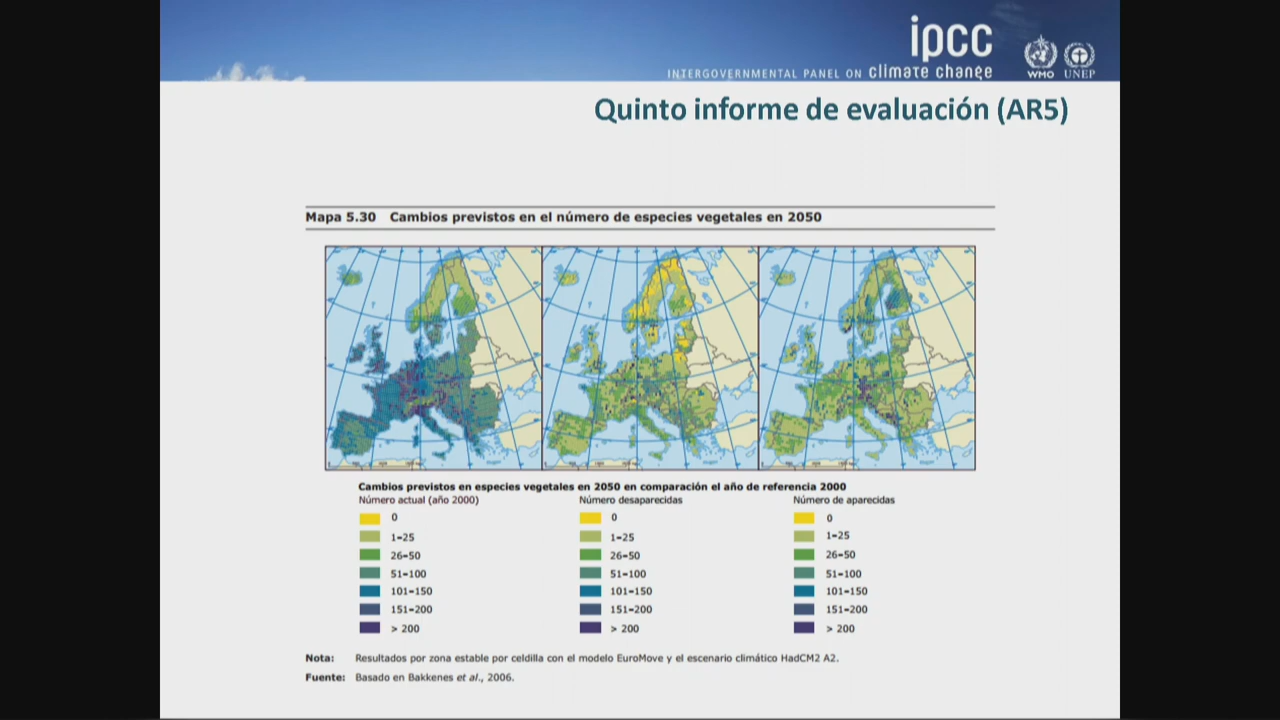 ipcc
INTERGOVERNMENTAL PANEL ON climate change
WMO
UNEP
Quinto informe de evaluación (AR5)
Mapa 5.30 Cambios previstos en el número de especies vegetales en 2050
Cambios previstos en especies vegetales en 2050 en comparación el año de referencia 2000
Número actual (año 2000)
0
1–25
26–50
51–100
101–150
151–200
> 200
Número desaparecidas
0
1–25
26–50
51–100
101–150
151–200
> 200
Número de aparecidas
0
1–25
26–50
51–100
101–150
151–200
> 200
Nota: Resultados por zona estable por celdilla con el modelo EuroMove y el escenario climático HadCM2 A2.
Fuente: Basado en Bakkenes et al., 2006.